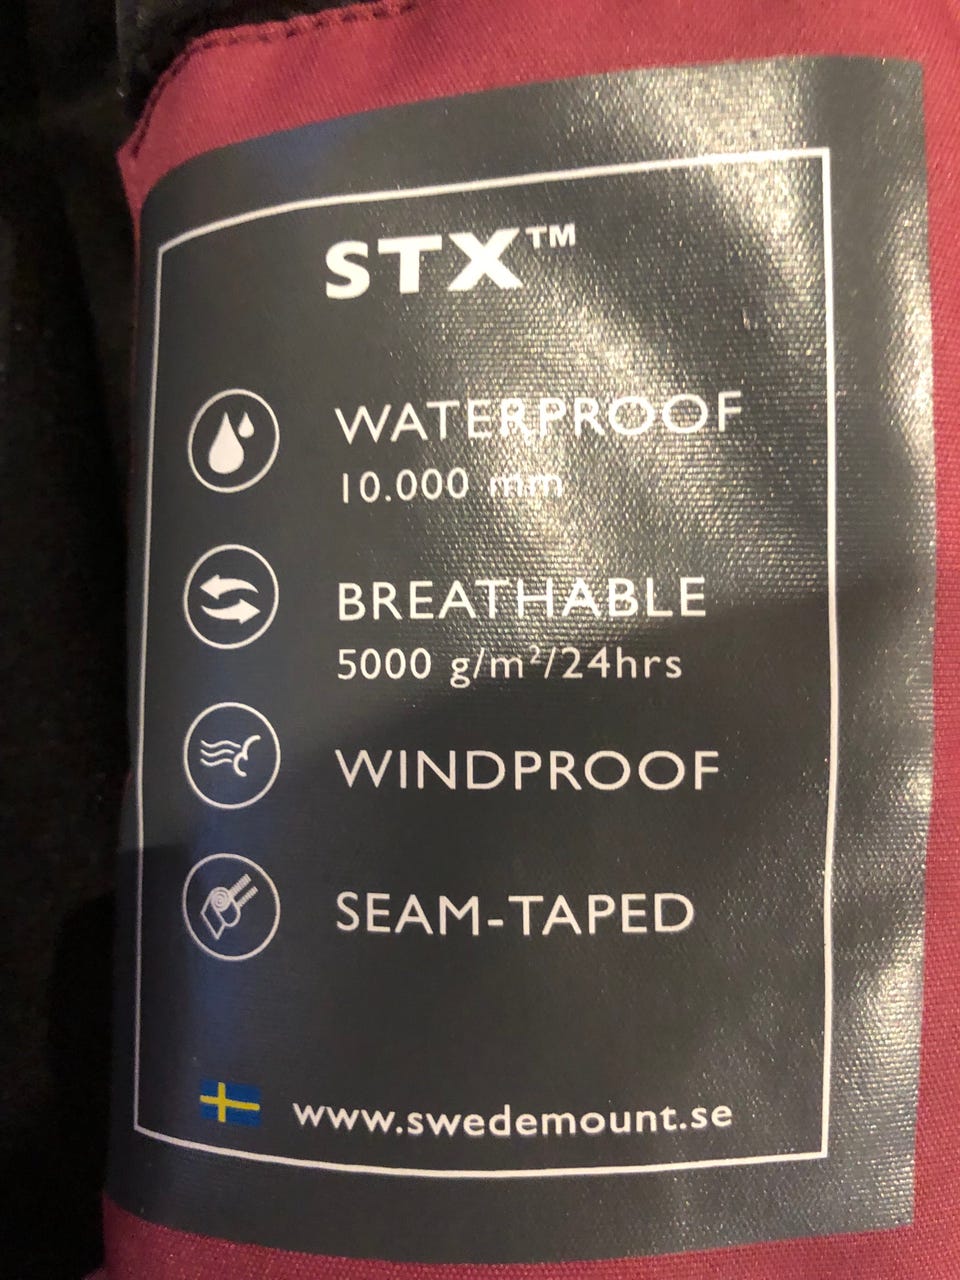 STX™
WATERPROOF
10.000 mm
BREATHABLE
5000 g/m²/24hrs
WINDPROOF
SEAM-TAPED
www.swedemount.se